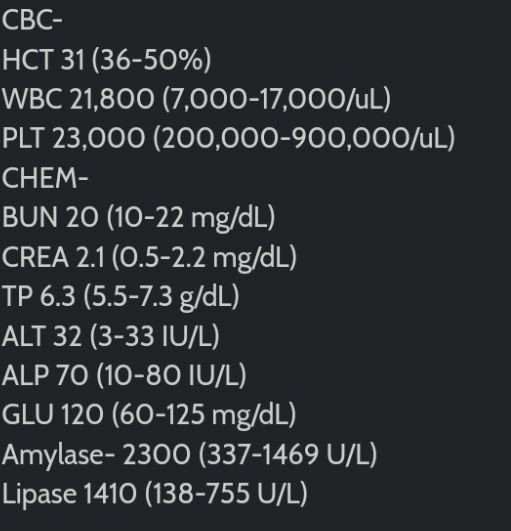 CBC-
HCT 31 (36-50%)
WBC 21,800 (7,000-17,000/uL)
PLT 23,000 (200,000-900,000/uL)
CHEM-
BUN 20 (10-22 mg/dL)
CREA 2.1 (0.5-2.2 mg/dL)
TP 6.3 (5.5-7.3 g/dL)
ALT 32 (3-33 IU/L)
ALP 70 (10-80 IU/L)
GLU 120 (60-125 mg/dL)
Amylase- 2300 (337-1469 U/L)
Lipase 1410 (138-755 U/L)